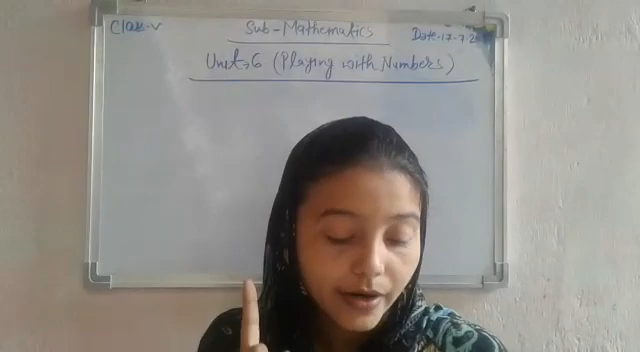 Class-V
Sub-Mathematics
Date-17-7-2
Unit→6 (Playing with Numbers)